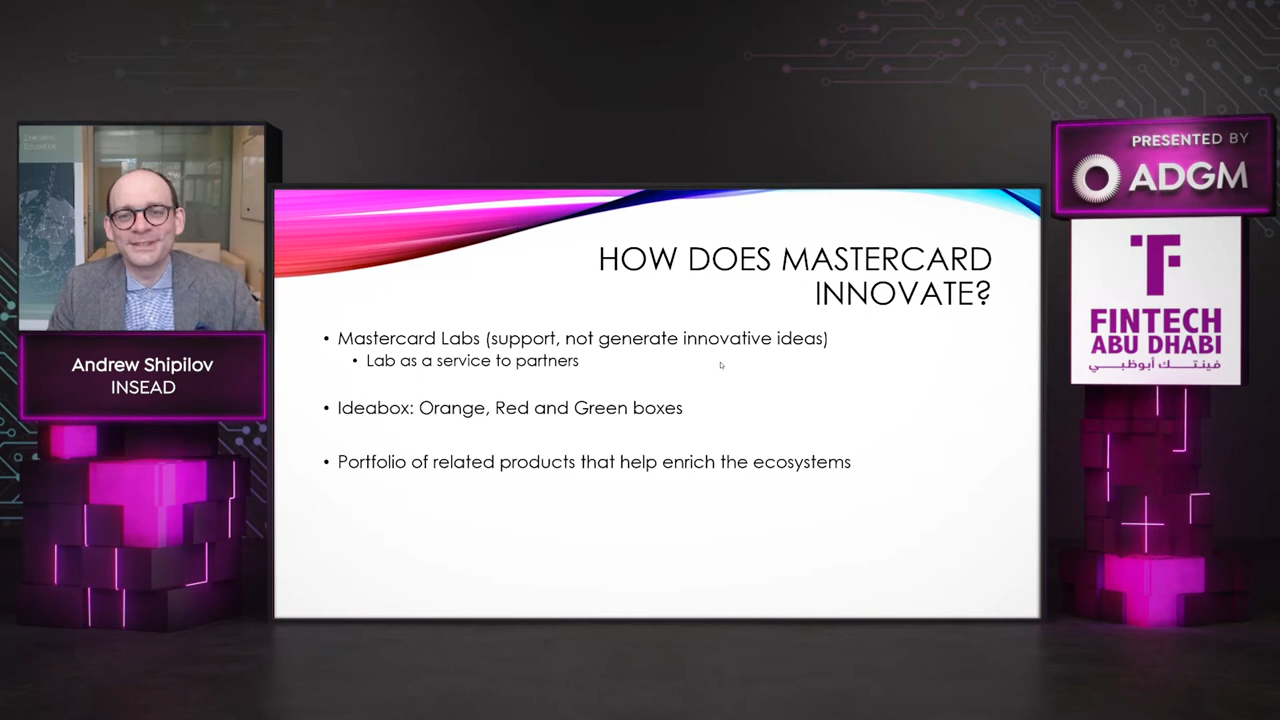 Executive
Education
Andrew Shipilov
INSEAD
HOW DOES MASTERCARD
INNOVATE?
• Mastercard Labs (support, not generate innovative ideas)
• Lab as a service to partners
• Ideabox: Orange, Red and Green boxes
• Portfolio of related products that help enrich the ecosystems
PRESENTED BY
ADGM
FINTECH
ABU DHABI
فينتك أبوظبي